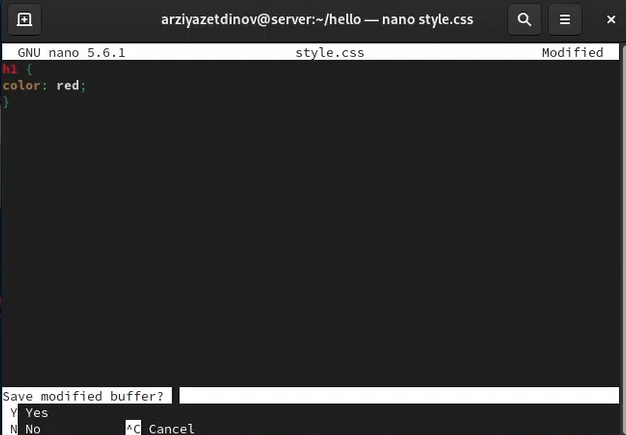 arziyazetdinov@server:~/hello — nano style.css
GNU nano 5.6.1 style.css Modified
h1 {
color: red;
}
Save modified buffer?
Y Yes
N No ^C Cancel